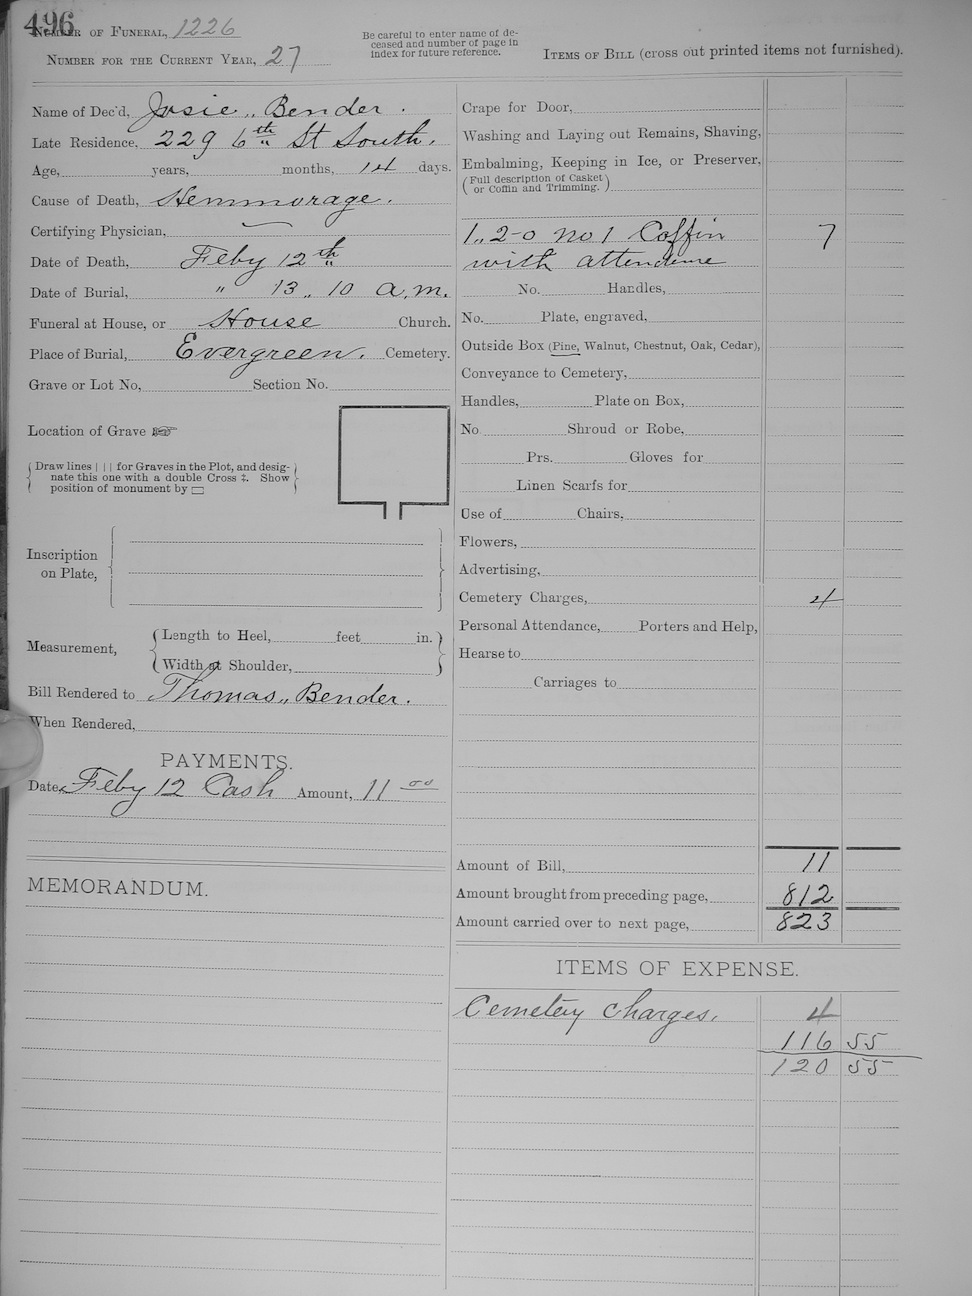 496
Number of Funeral, 1226
Number for the Current Year, 27
Be careful to enter name of de-
ceased and number of page in
index for future reference.
Items of Bill (cross out printed items not furnished).
Name of Dec'd, Josie,, Bender.
Late Residence, 229 6th St South.
Age, years, months, 14 days.
Cause of Death, Hemmorage.
Certifying Physician,
Date of Death, Feby 12th
Date of Burial, " 13,, 10 a.m.
Funeral at House, or House Church.
Place of Burial, Evergreen. Cemetery.
Grave or Lot No, Section No.
Location of Grave ☞
Draw lines | | | for Graves in the Plot, and desig-
nate this one with a double Cross ‡. Show
position of monument by ▭
Inscription
on Plate,
Measurement,
Length to Heel, feet in.
Width at Shoulder,
Bill Rendered to Thomas,, Bender.
When Rendered,
PAYMENTS.
Date, Feby 12 Cash Amount, 11 00
MEMORANDUM.
Crape for Door,
Washing and Laying out Remains, Shaving,
Embalming, Keeping in Ice, or Preserver,
(Full description of Casket
or Coffin and Trimming.)
1,, 2-0 no 1 Coffin 7
with attendance
No. Handles,
No. Plate, engraved,
Outside Box (Pine, Walnut, Chestnut, Oak, Cedar),
Conveyance to Cemetery,
Handles, Plate on Box,
No Shroud or Robe,
Prs. Gloves for
Linen Scarfs for
Use of Chairs,
Flowers,
Advertising,
Cemetery Charges, 4
Personal Attendance, Porters and Help,
Hearse to
Carriages to
Amount of Bill, 11
Amount brought from preceding page, 812
Amount carried over to next page, 823
ITEMS OF EXPENSE.
Cemetery charges. 4
116 55
120 55